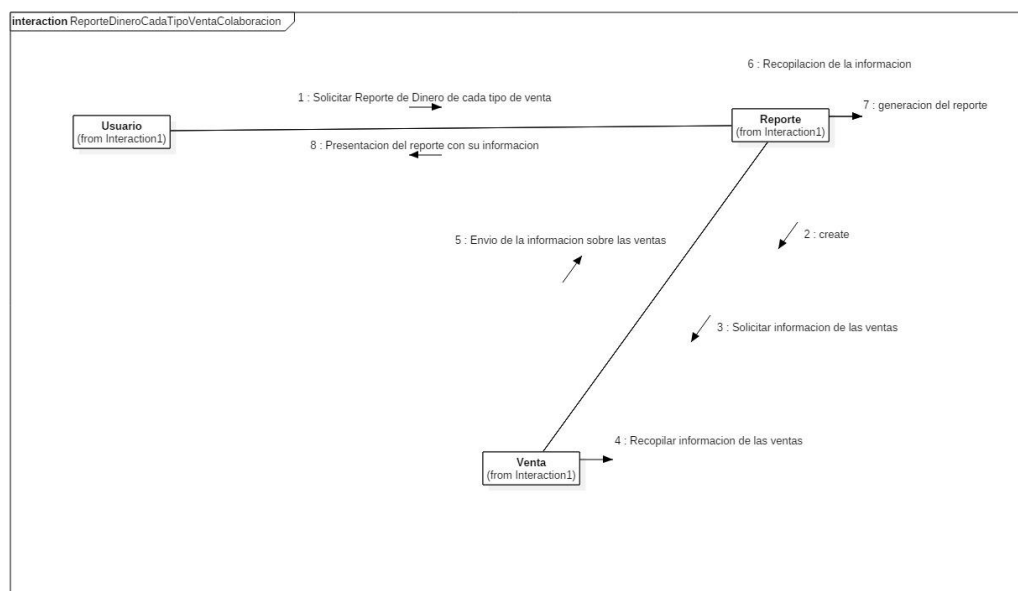 interaction ReporteDineroCadaTipoVentaColaboracion
6 : Recopilacion de la informacion
1 : Solicitar Reporte de Dinero de cada tipo de venta
7 : generacion del reporte
Usuario
(from Interaction1)
Reporte
(from Interaction1)
8 : Presentacion del reporte con su informacion
2 : create
5 : Envio de la informacion sobre las ventas
3 : Solicitar informacion de las ventas
4 : Recopilar informacion de las ventas
Venta
(from Interaction1)